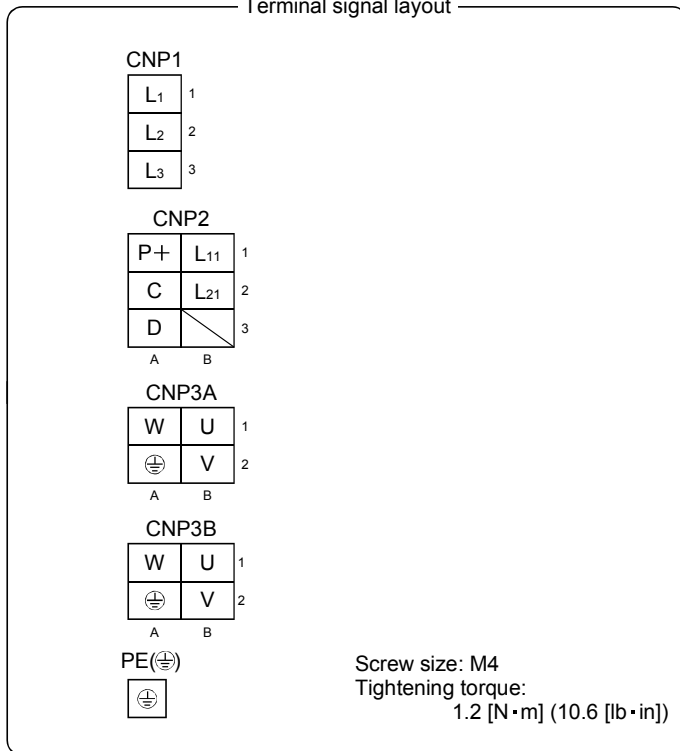 Terminal signal layout
CNP1
L1 1
L2 2
L3 3
CNP2
P+ L11 1
C L21 2
D 3
A B
CNP3A
W U 1
⏚ V 2
A B
CNP3B
W U 1
⏚ V 2
A B
PE(⏚)
⏚
Screw size: M4
Tightening torque:
1.2 [N·m] (10.6 [lb·in])